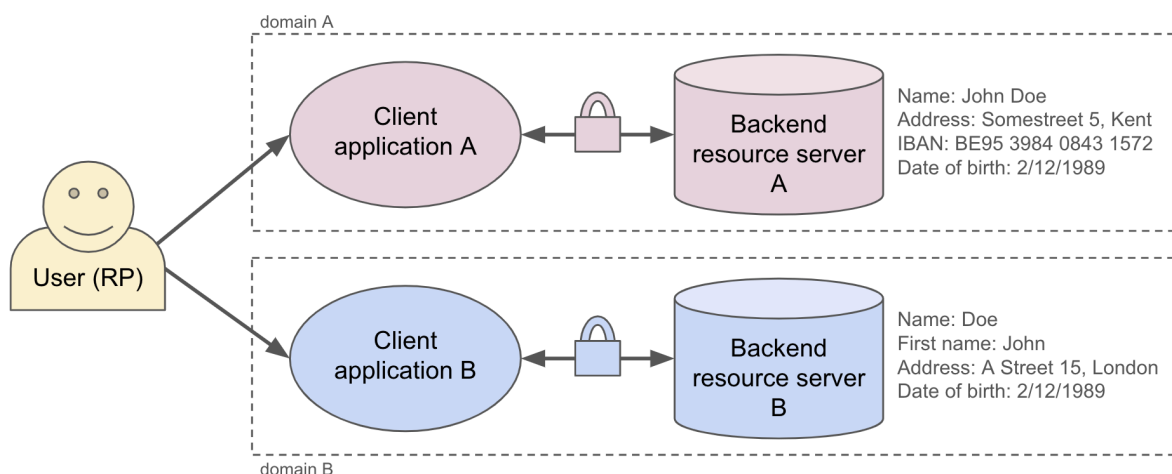 domain A
Client
application A
Backend
resource server
A
Name: John Doe
Address: Somestreet 5, Kent
IBAN: BE95 3984 0843 1572
Date of birth: 2/12/1989
User (RP)
Client
application B
Backend
resource server
B
Name: Doe
First name: John
Address: A Street 15, London
Date of birth: 2/12/1989
domain B